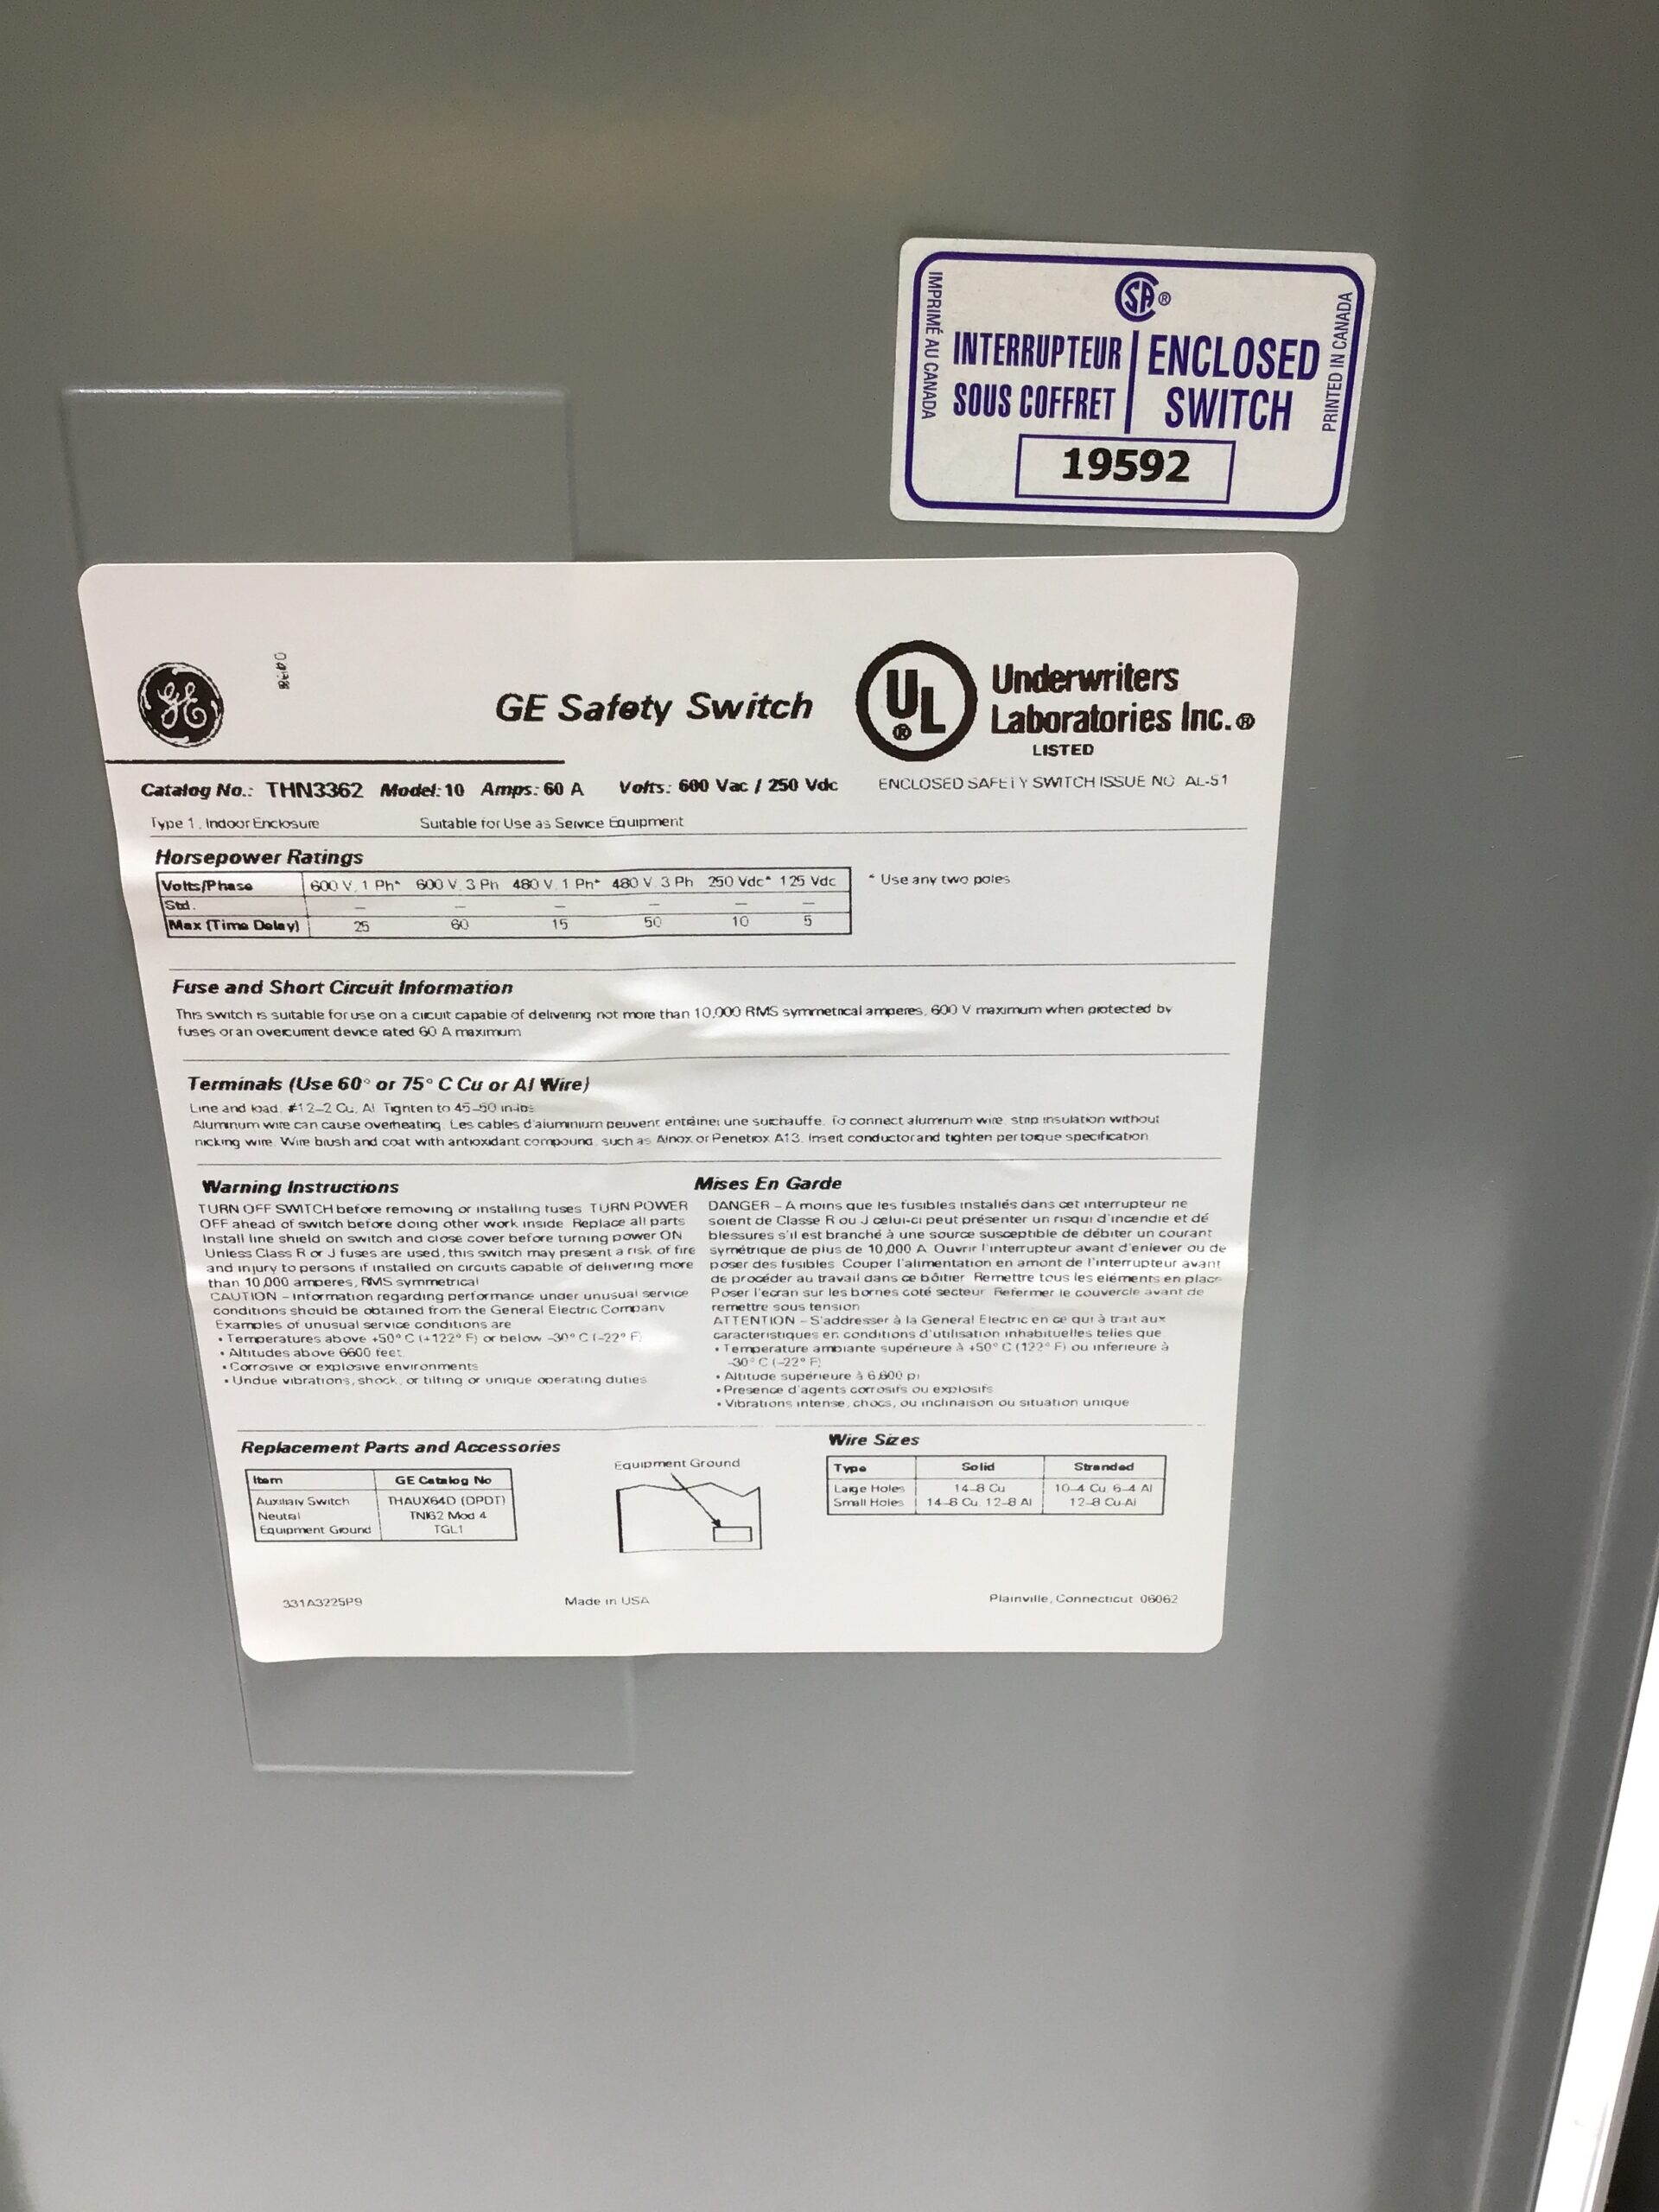 IMPRIMÉ AU CANADA
SA®
INTERRUPTEUR SOUS COFFRET
ENCLOSED SWITCH
PRINTED IN CANADA
19592
GE
GE Safety Switch
UL ®
Underwriters
Laboratories Inc.®
LISTED
Catalog No.: THN3362 Model: 10 Amps: 60 A Volts: 600 Vac / 250 Vdc
ENCLOSED SAFETY SWITCH ISSUE NO AL-51
Type 1, Indoor Enclosure Suitable for Use as Service Equipment
Horsepower Ratings
Volts/Phase 600 V, 1 Ph* 600 V, 3 Ph 480 V, 1 Ph* 480 V, 3 Ph 250 Vdc* 125 Vdc
* Use any two poles
Std. – – – – – –
Max (Time Delay) 25 60 15 50 10 5
Fuse and Short Circuit Information
This switch is suitable for use on a circuit capable of delivering not more than 10,000 RMS symmetrical amperes, 600 V maximum when protected by
fuses or an overcurrent device rated 60 A maximum
Terminals (Use 60° or 75° C Cu or Al Wire)
Line and load, #12-2 Cu, Al Tighten to 45-50 in-lbs
Aluminum wire can cause overheating. Les cables d'aluminium peuvent entraîner une surchauffe. To connect aluminum wire, strip insulation without
nicking wire. Wire brush and coat with antioxidant compound, such as Alnox or Penetrox A13. Insert conductor and tighten per torque specification
Warning Instructions
TURN OFF SWITCH before removing or installing fuses TURN POWER
OFF ahead of switch before doing other work inside Replace all parts
Install line shield on switch and close cover before turning power ON
Unless Class R or J fuses are used, this switch may present a risk of fire
and injury to persons if installed on circuits capable of delivering more
than 10,000 amperes, RMS symmetrical
CAUTION – Information regarding performance under unusual service
conditions should be obtained from the General Electric Company
Examples of unusual service conditions are
• Temperatures above +50° C (+122° F) or below -30° C (-22° F)
• Altitudes above 6600 feet
• Corrosive or explosive environments
• Undue vibrations, shock, or tilting or unique operating duties
Mises En Garde
DANGER – A moins que les fusibles installés dans cet interrupteur ne
soient de Classe R ou J celui-ci peut présenter un risqui d'incendie et dé
blessures s'il est branché à une source susceptible de débiter un courant
symétrique de plus de 10,000 A Ouvrir l'interrupteur avant d'enlever ou de
poser des fusibles Couper l'alimentation en amont de l'interrupteur avant
de procéder au travail dans ce bôitier Remettre tous les eléments en place
Poser l'ecran sur les bornes coté secteur Refermer le couvercle avant de
remettre sous tension
ATTENTION – S'addresser à la General Electric en ce qui à trait aux
caracteristiques en conditions d'utilisation inhabituelles telles que
• Temperature ambiante supérieure à +50° C (122° F) ou inferieure à
-30° C (-22° F)
• Altitude supérieure à 6,600 pi
• Presence d'agents corrosifs ou explosifs
• Vibrations intense, chocs, ou inclinaison ou situation unique
Replacement Parts and Accessories
Item GE Catalog No
Auxiliary Switch THAUX64D (DPDT)
Neutral TNI62 Mod 4
Equipment Ground TGL1
Equipment Ground
Wire Sizes
Type Solid Stranded
Large Holes 14-8 Cu 10-4 Cu, 6-4 Al
Small Holes 14-8 Cu, 12-8 Al 12-8 Cu-Al
331A3225P9 Made in USA Plainville, Connecticut 06062